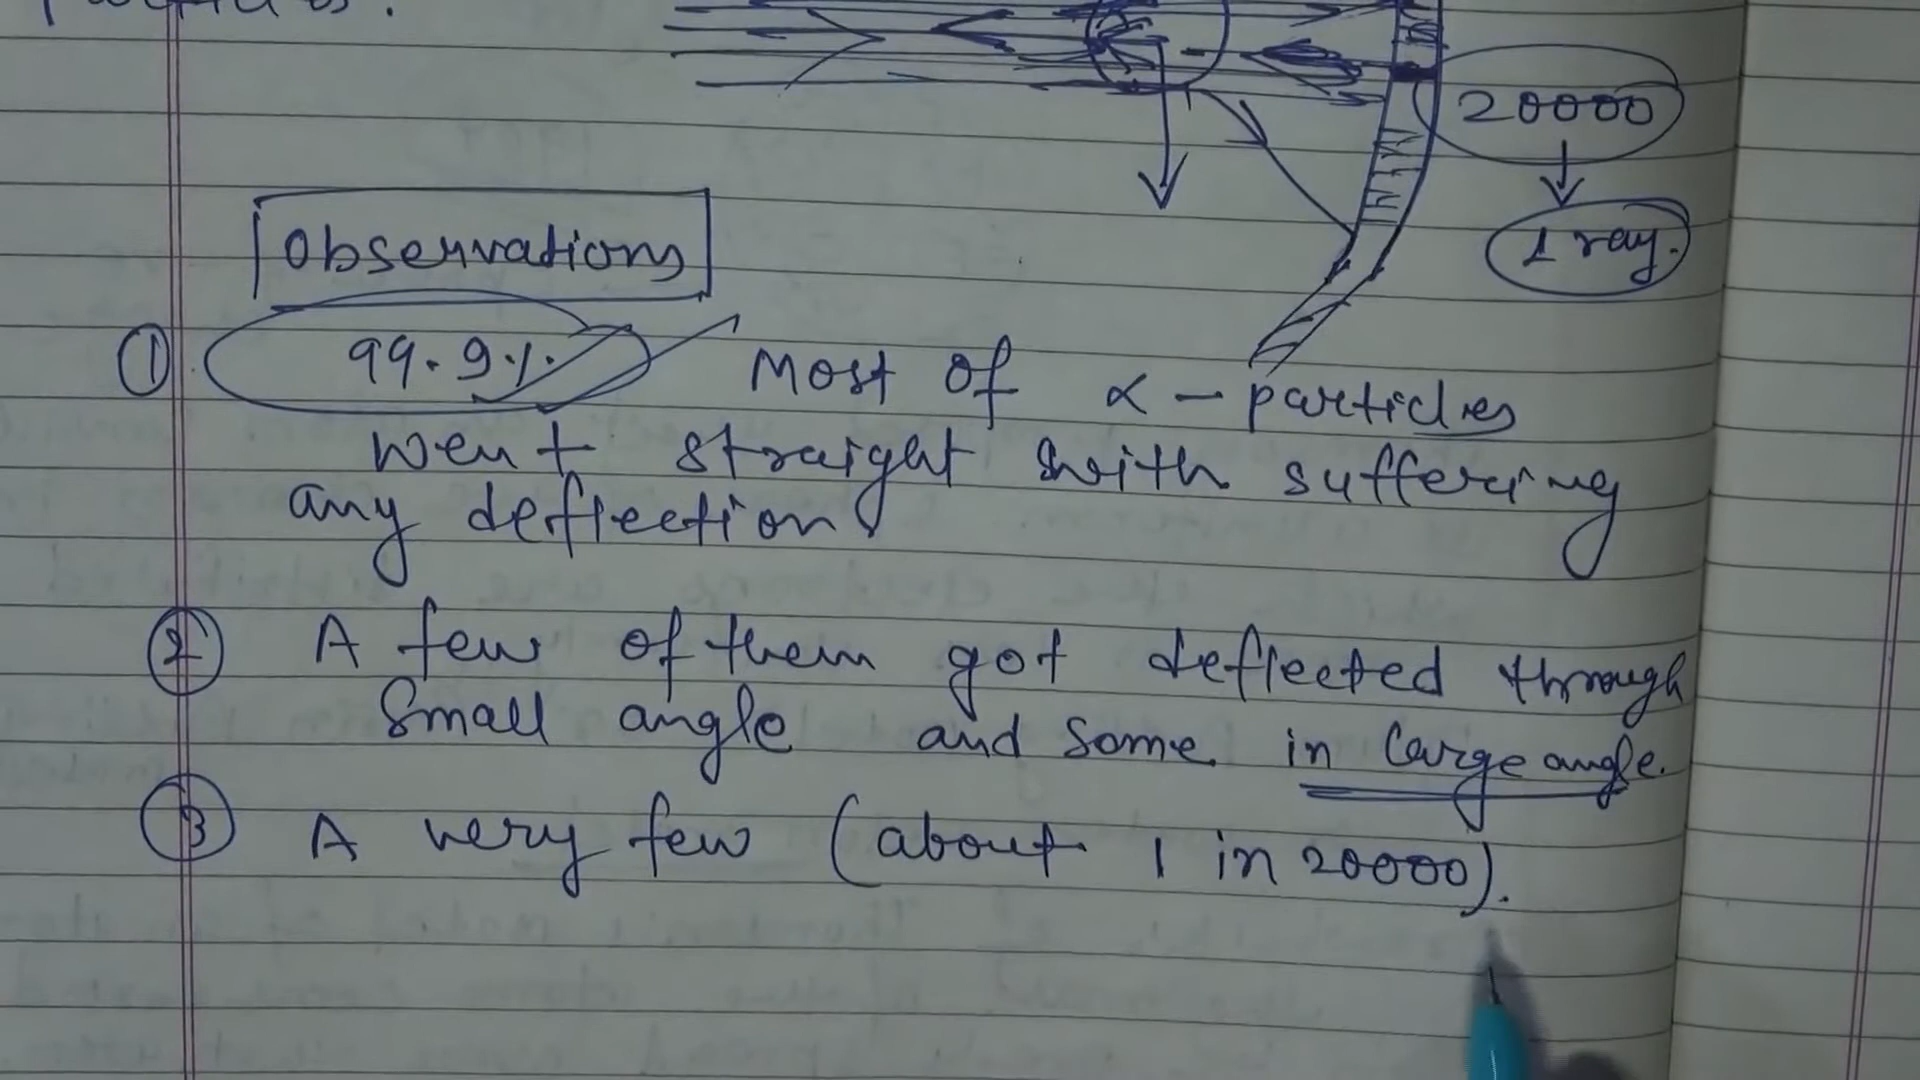 20000
1 ray.
Observations
① 99.9%. Most of α - particles
went straight with suffering
any deflection
② A few of them got deflected through
Small angle and some in large angle.
③ A very few (about 1 in 20000).